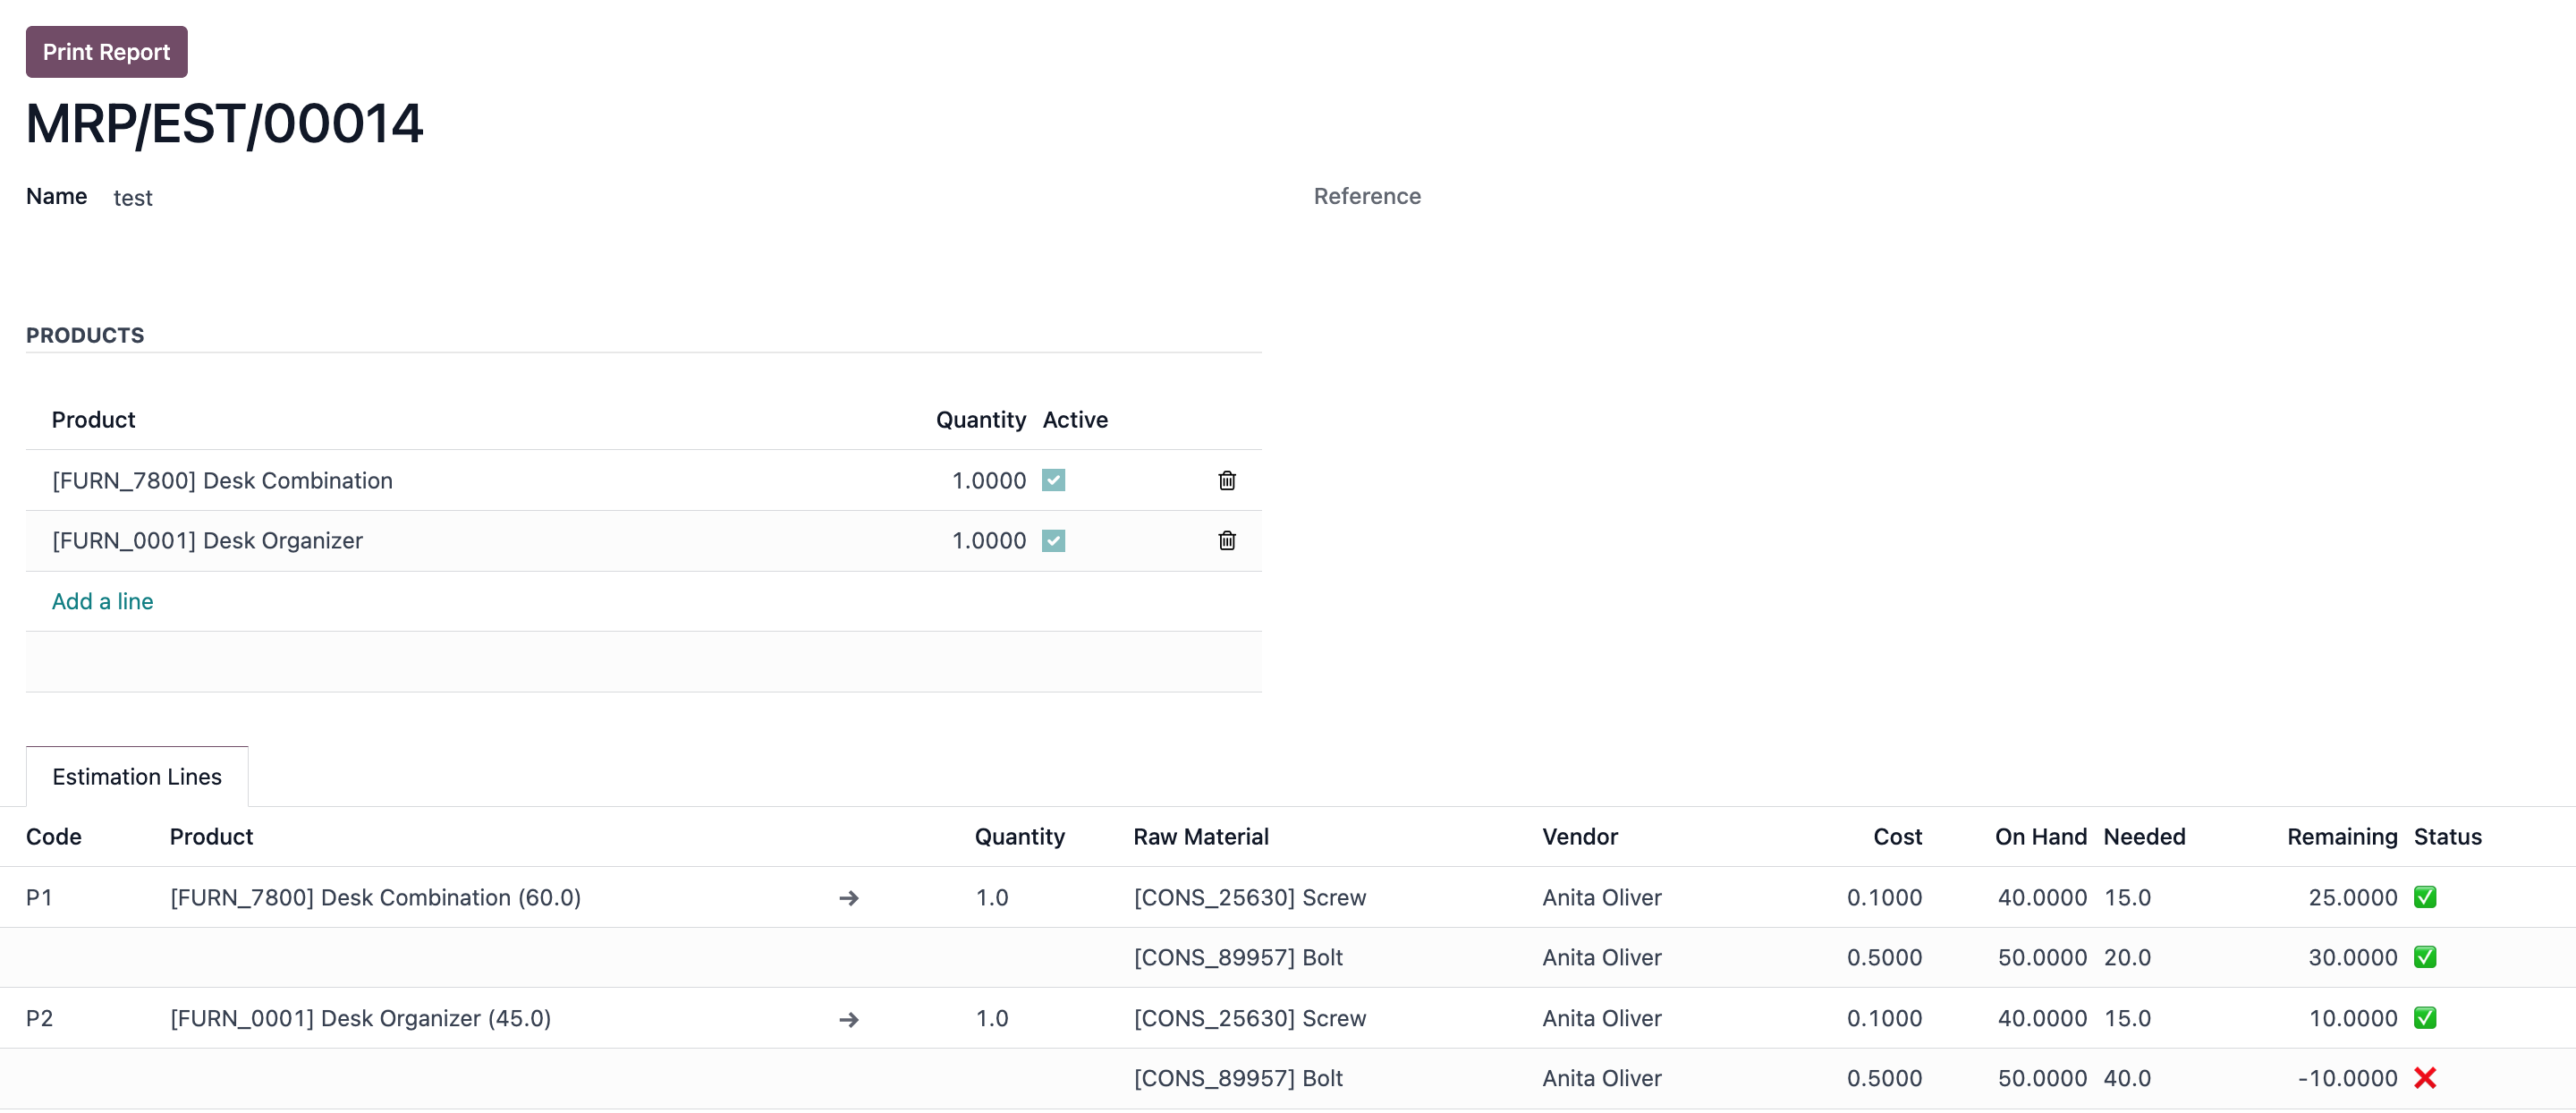 Print Report
MRP/EST/00014
Name test Reference
PRODUCTS
Product Quantity Active
[FURN_7800] Desk Combination 1.0000
[FURN_0001] Desk Organizer 1.0000
Add a line
Estimation Lines
Code Product Quantity Raw Material Vendor Cost On Hand Needed Remaining Status
P1 [FURN_7800] Desk Combination (60.0) → 1.0 [CONS_25630] Screw Anita Oliver 0.1000 40.0000 15.0 25.0000 ✅
[CONS_89957] Bolt Anita Oliver 0.5000 50.0000 20.0 30.0000 ✅
P2 [FURN_0001] Desk Organizer (45.0) → 1.0 [CONS_25630] Screw Anita Oliver 0.1000 40.0000 15.0 10.0000 ✅
[CONS_89957] Bolt Anita Oliver 0.5000 50.0000 40.0 -10.0000 ❌